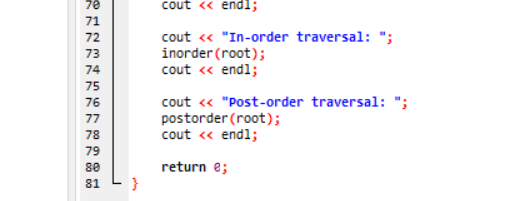 70 cout << endl;
71
72 cout << "In-order traversal: ";
73 inorder(root);
74 cout << endl;
75
76 cout << "Post-order traversal: ";
77 postorder(root);
78 cout << endl;
79
80 return 0;
81 }